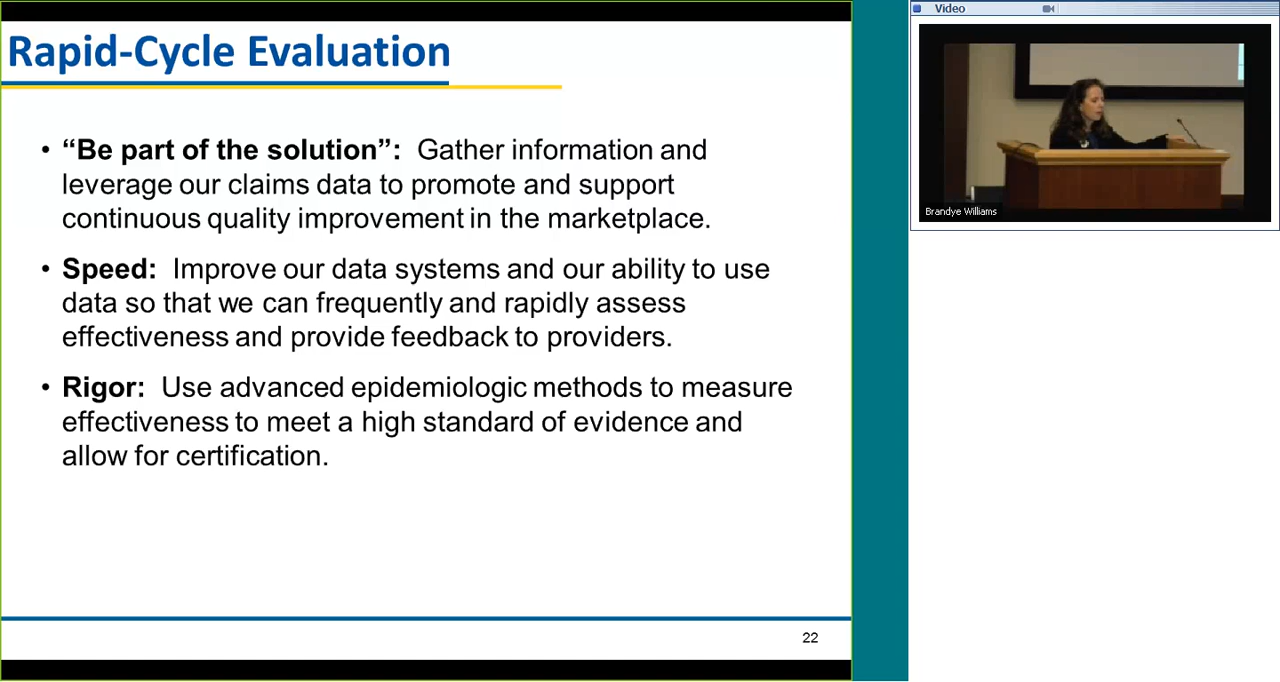 Rapid-Cycle Evaluation
• “Be part of the solution”: Gather information and
leverage our claims data to promote and support
continuous quality improvement in the marketplace.
• Speed: Improve our data systems and our ability to use
data so that we can frequently and rapidly assess
effectiveness and provide feedback to providers.
• Rigor: Use advanced epidemiologic methods to measure
effectiveness to meet a high standard of evidence and
allow for certification.
22
Video
Brandye Williams